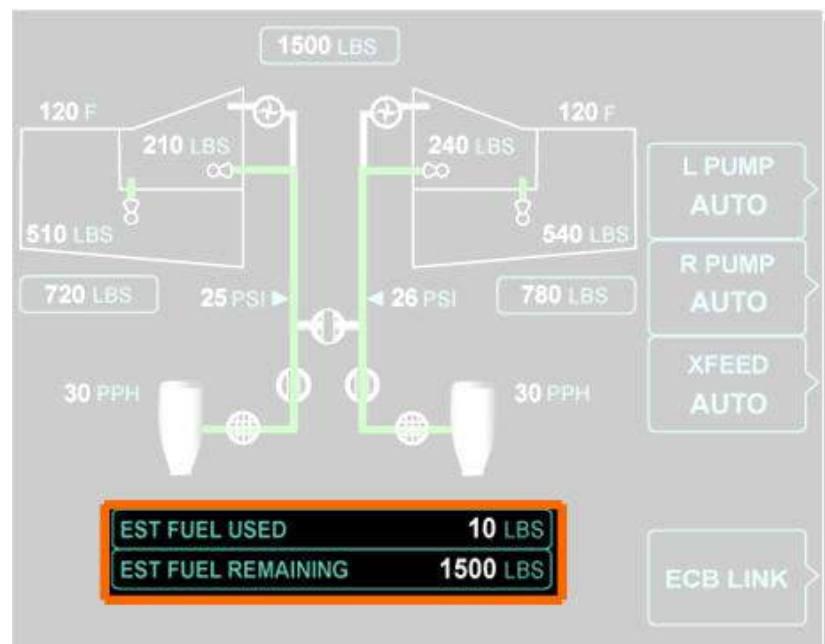 1500 LBS
120 F
120 F
210 LBS
240 LBS
L PUMP
AUTO
510 LBS
540 LBS
R PUMP
AUTO
720 LBS
25 PSI
26 PSI
780 LBS
XFEED
AUTO
30 PPH
30 PPH
EST FUEL USED 10 LBS
EST FUEL REMAINING 1500 LBS
ECB LINK